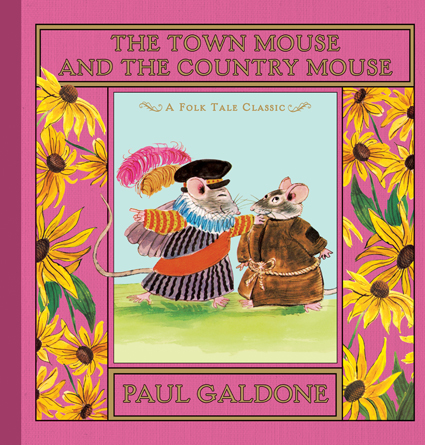 THE TOWN MOUSE
AND THE COUNTRY MOUSE
A FOLK TALE CLASSIC
PAUL GALDONE